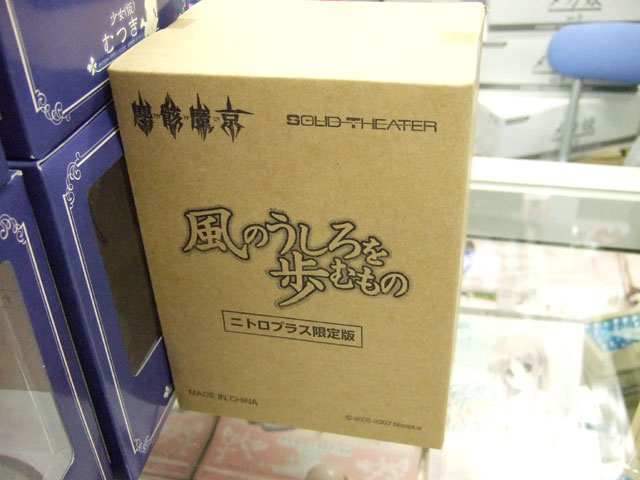 少女(仮)
むつき
SOLID THEATER
風のうしろを
歩むもの
ニトロプラス限定版
MADE IN CHINA